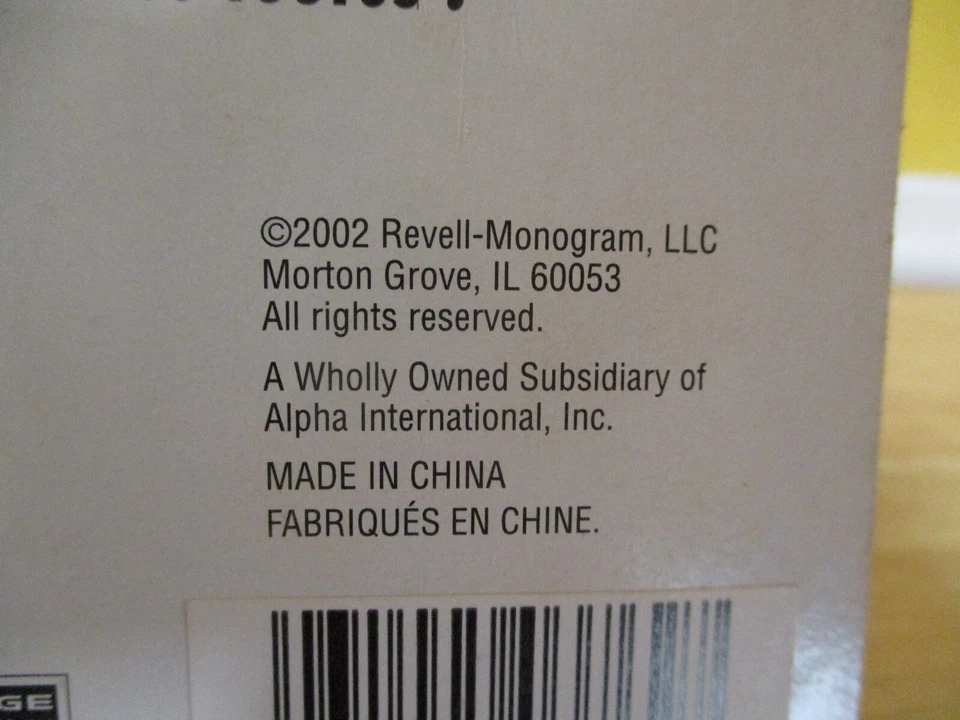 ©2002 Revell-Monogram, LLC
Morton Grove, IL 60053
All rights reserved.
A Wholly Owned Subsidiary of
Alpha International, Inc.
MADE IN CHINA
FABRIQUÉS EN CHINE.
GE